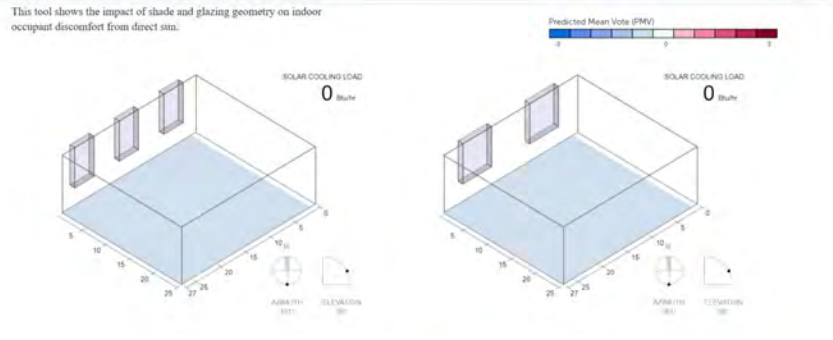 This tool shows the impact of shade and glazing geometry on indoor
occupant discomfort from direct sun.
Predicted Mean Vote (PMV)
-3 0 3
SOLAR COOLING LOAD
0 Btu/hr
5
10
15
20
25
27
25
20
15
10 ft
5
0
AZIMUTH ELEVATION
SOLAR COOLING LOAD
0 Btu/hr
5
10
15
20
25
27
25
20
15
10 ft
5
0
AZIMUTH ELEVATION